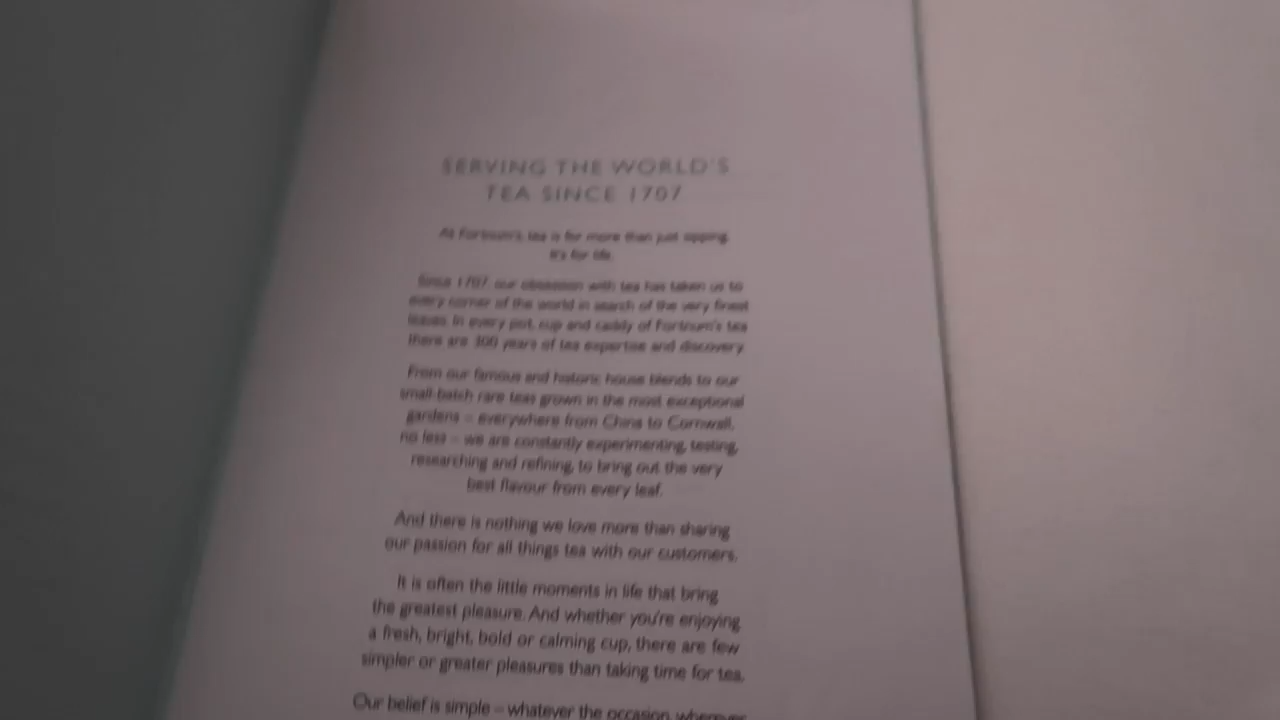 SERVING THE WORLD'S
TEA SINCE 1707
At Fortnum's, tea is for more than just sipping.
It's for life.
Since 1707, our obsession with tea has taken us to
every corner of the world in search of the very finest
leaves. In every pot, cup and caddy of Fortnum's tea
there are 300 years of tea expertise and discovery.
From our famous and historic house blends to our
small-batch rare teas grown in the most exceptional
gardens – everywhere from China to Cornwall,
no less – we are constantly experimenting, testing,
researching and refining, to bring out the very
best flavour from every leaf.
And there is nothing we love more than sharing
our passion for all things tea with our customers.
It is often the little moments in life that bring
the greatest pleasure. And whether you're enjoying
a fresh, bright, bold or calming cup, there are few
simpler or greater pleasures than taking time for tea.
Our belief is simple – whatever the occasion, wherever